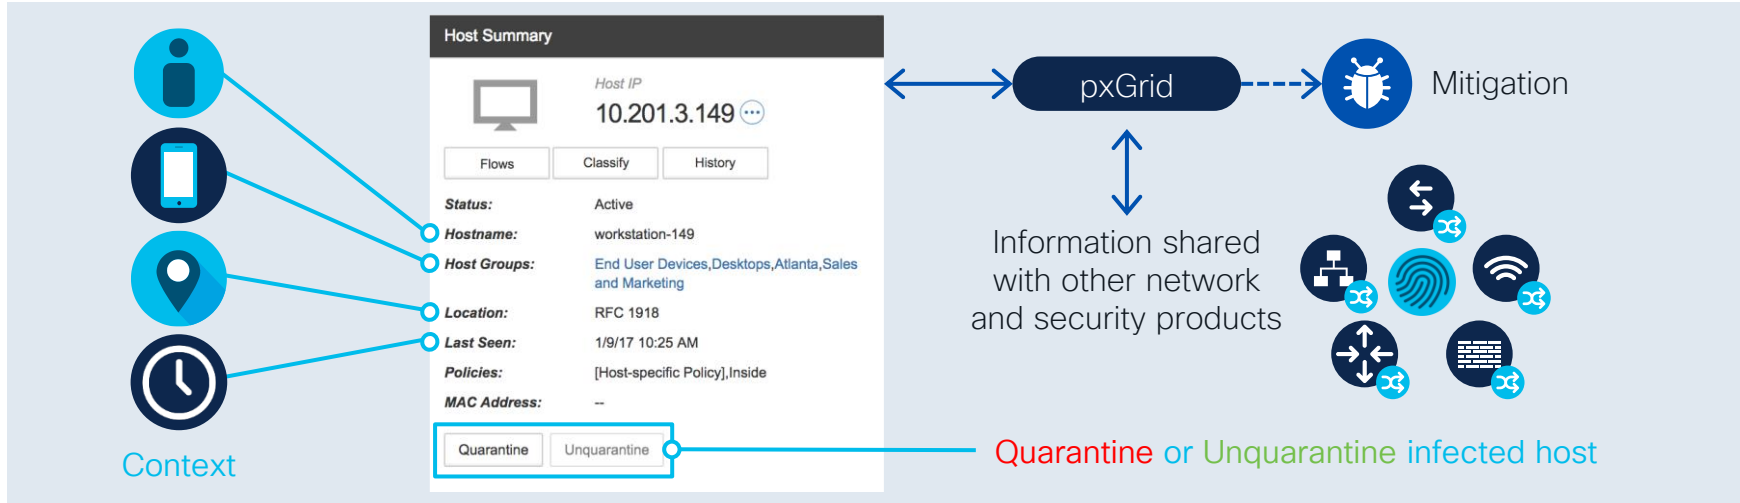 Host Summary
Host IP
10.201.3.149
Flows Classify History
Status: Active
Hostname: workstation-149
Host Groups: End User Devices,Desktops,Atlanta,Sales
and Marketing
Location: RFC 1918
Last Seen: 1/9/17 10:25 AM
Policies: [Host-specific Policy],Inside
MAC Address: --
Quarantine Unquarantine
Context
pxGrid
Mitigation
Information shared
with other network
and security products
Quarantine or Unquarantine infected host